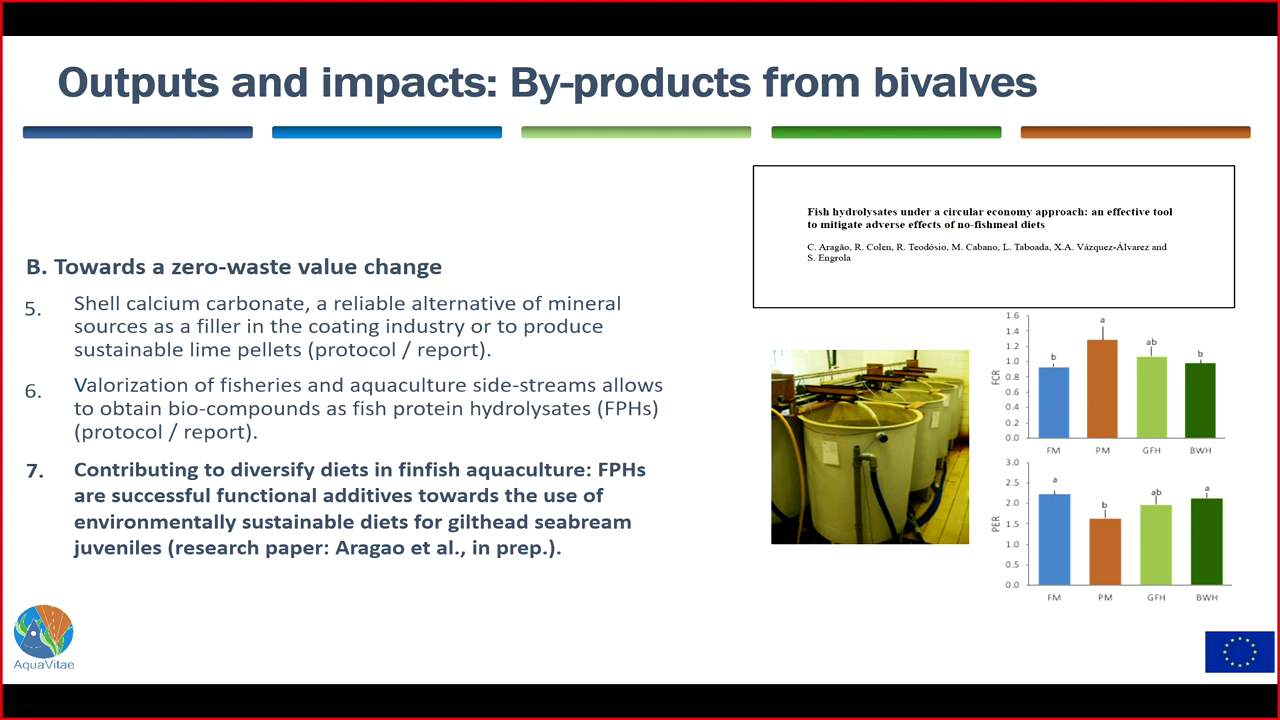 Outputs and impacts: By-products from bivalves
Fish hydrolysates under a circular economy approach: an effective tool
to mitigate adverse effects of no-fishmeal diets
C. Aragão, R. Colen, R. Teodósio, M. Cabano, L. Taboada, X.A. Vázquez-Álvarez and
S. Engrola
B. Towards a zero-waste value change
5. Shell calcium carbonate, a reliable alternative of mineral
sources as a filler in the coating industry or to produce
sustainable lime pellets (protocol / report).
6. Valorization of fisheries and aquaculture side-streams allows
to obtain bio-compounds as fish protein hydrolysates (FPHs)
(protocol / report).
7. Contributing to diversify diets in finfish aquaculture: FPHs
are successful functional additives towards the use of
environmentally sustainable diets for gilthead seabream
juveniles (research paper: Aragao et al., in prep.).
FCR
1.6
1.4
1.2
1.0
0.8
0.6
0.4
0.2
0.0
b a ab b
FM PM GFH BWH
PER
3.0
2.5
2.0
1.5
1.0
0.5
0.0
a b ab a
FM PM GFH BWH
AquaVitae